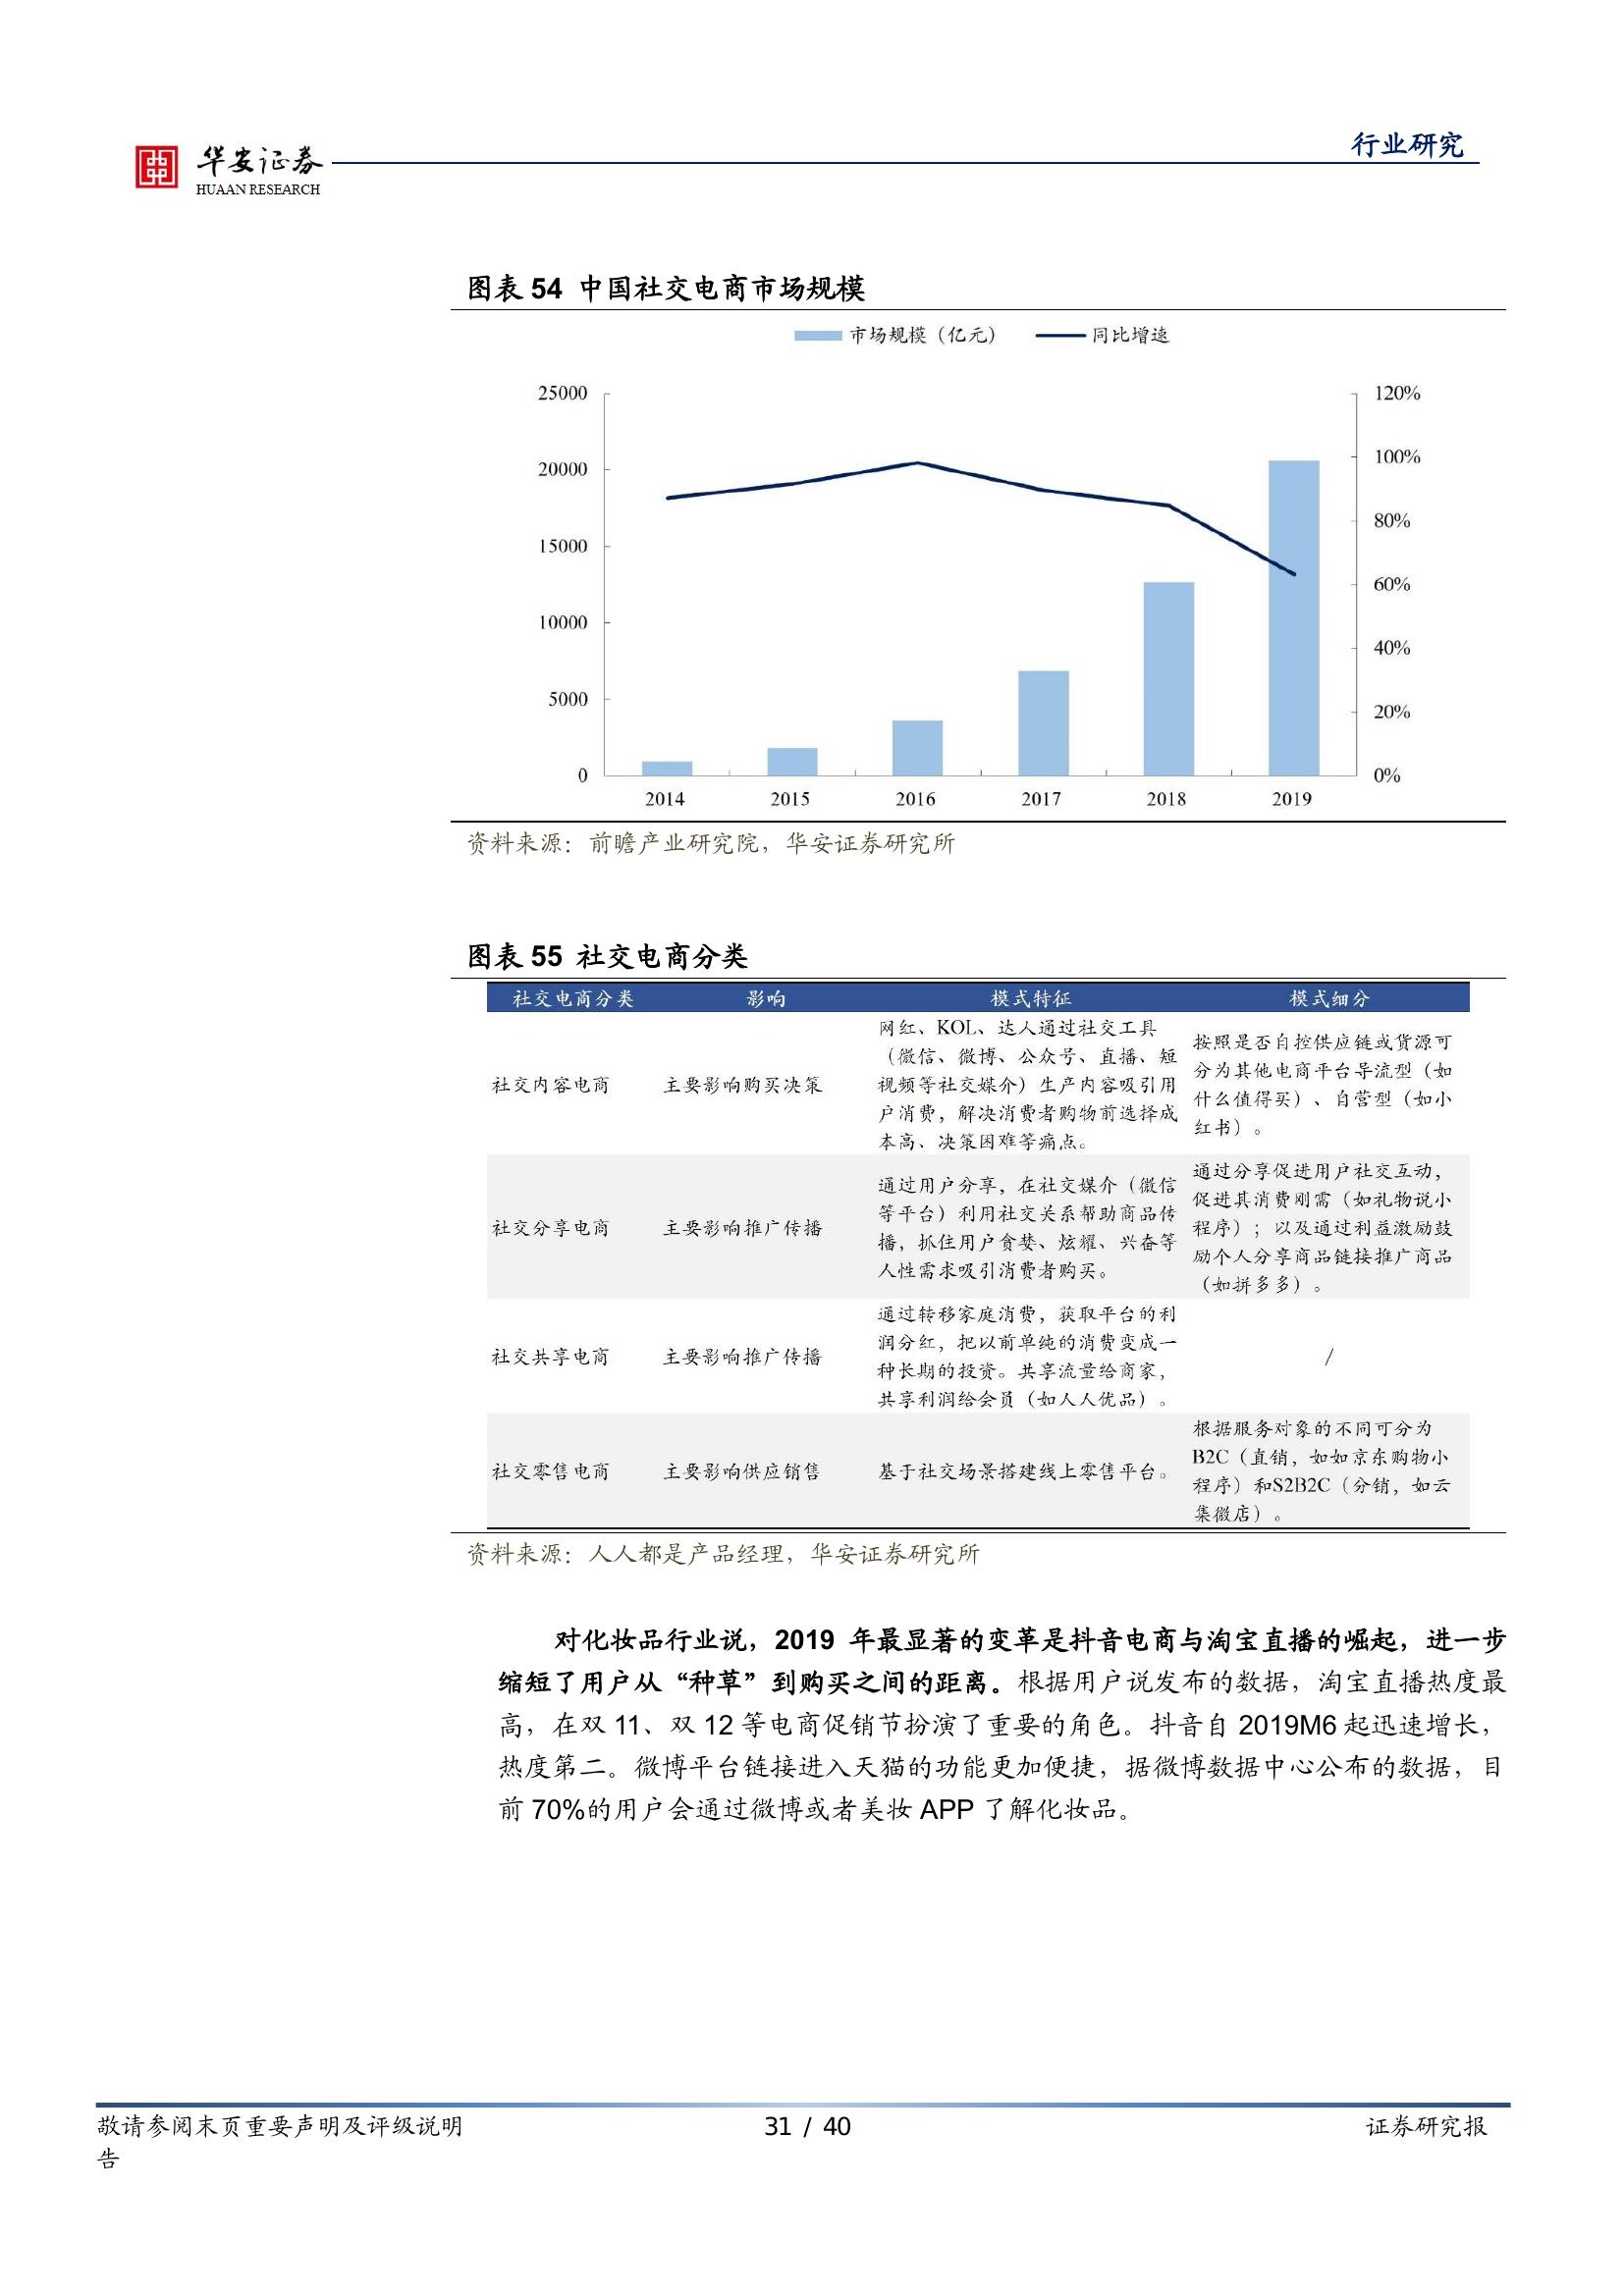 华安证券
HUAAN RESEARCH
行业研究
图表 54 中国社交电商市场规模
市场规模（亿元） 同比增速
25000
20000
15000
10000
5000
0
120%
100%
80%
60%
40%
20%
0%
2014 2015 2016 2017 2018 2019
资料来源：前瞻产业研究院，华安证券研究所
图表 55 社交电商分类
社交电商分类 影响 模式特征 模式细分
社交内容电商 主要影响购买决策
网红、KOL、达人通过社交工具
（微信、微博、公众号、直播、短
视频等社交媒介）生产内容吸引用
户消费，解决消费者购物前选择成
本高、决策困难等痛点。
按照是否自控供应链或货源可
分为其他电商平台导流型（如
什么值得买）、自营型（如小
红书）。
社交分享电商 主要影响推广传播
通过用户分享，在社交媒介（微信
等平台）利用社交关系帮助商品传
播，抓住用户贪婪、炫耀、兴奋等
人性需求吸引消费者购买。
通过分享促进用户社交互动，
促进其消费刚需（如礼物说小
程序）；以及通过利益激励鼓
励个人分享商品链接推广商品
（如拼多多）。
社交共享电商 主要影响推广传播
通过转移家庭消费，获取平台的利
润分红，把以前单纯的消费变成一
种长期的投资。共享流量给商家，
共享利润给会员（如人人优品）。
/
社交零售电商 主要影响供应销售 基于社交场景搭建线上零售平台。
根据服务对象的不同可分为
B2C（直销，如如京东购物小
程序）和S2B2C（分销，如云
集微店）。
资料来源：人人都是产品经理，华安证券研究所
对化妆品行业说，2019 年最显著的变革是抖音电商与淘宝直播的崛起，进一步
缩短了用户从“种草”到购买之间的距离。根据用户说发布的数据，淘宝直播热度最
高，在双 11、双 12 等电商促销节扮演了重要的角色。抖音自 2019M6 起迅速增长，
热度第二。微博平台链接进入天猫的功能更加便捷，据微博数据中心公布的数据，目
前 70%的用户会通过微博或者美妆 APP 了解化妆品。
敬请参阅末页重要声明及评级说明 31 / 40 证券研究报
告